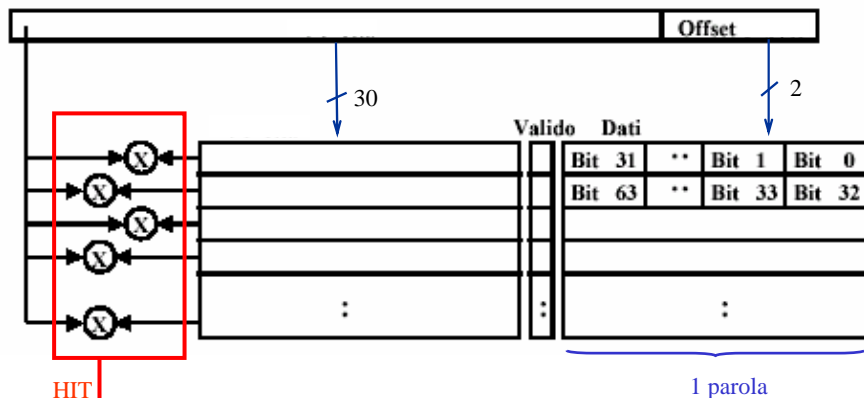 Offset
30
2
Valido Dati
X
Bit 31 .. Bit 1 Bit 0
X
Bit 63 .. Bit 33 Bit 32
X
X
X
: : :
HIT
1 parola